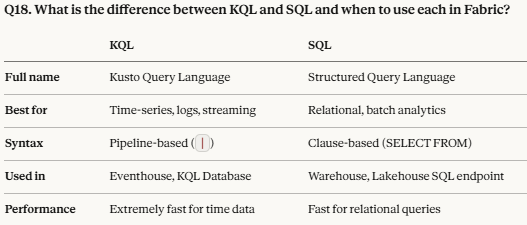 Q18. What is the difference between KQL and SQL and when to use each in Fabric?
KQL SQL
Full name Kusto Query Language Structured Query Language
Best for Time-series, logs, streaming Relational, batch analytics
Syntax Pipeline-based (|) Clause-based (SELECT FROM)
Used in Eventhouse, KQL Database Warehouse, Lakehouse SQL endpoint
Performance Extremely fast for time data Fast for relational queries